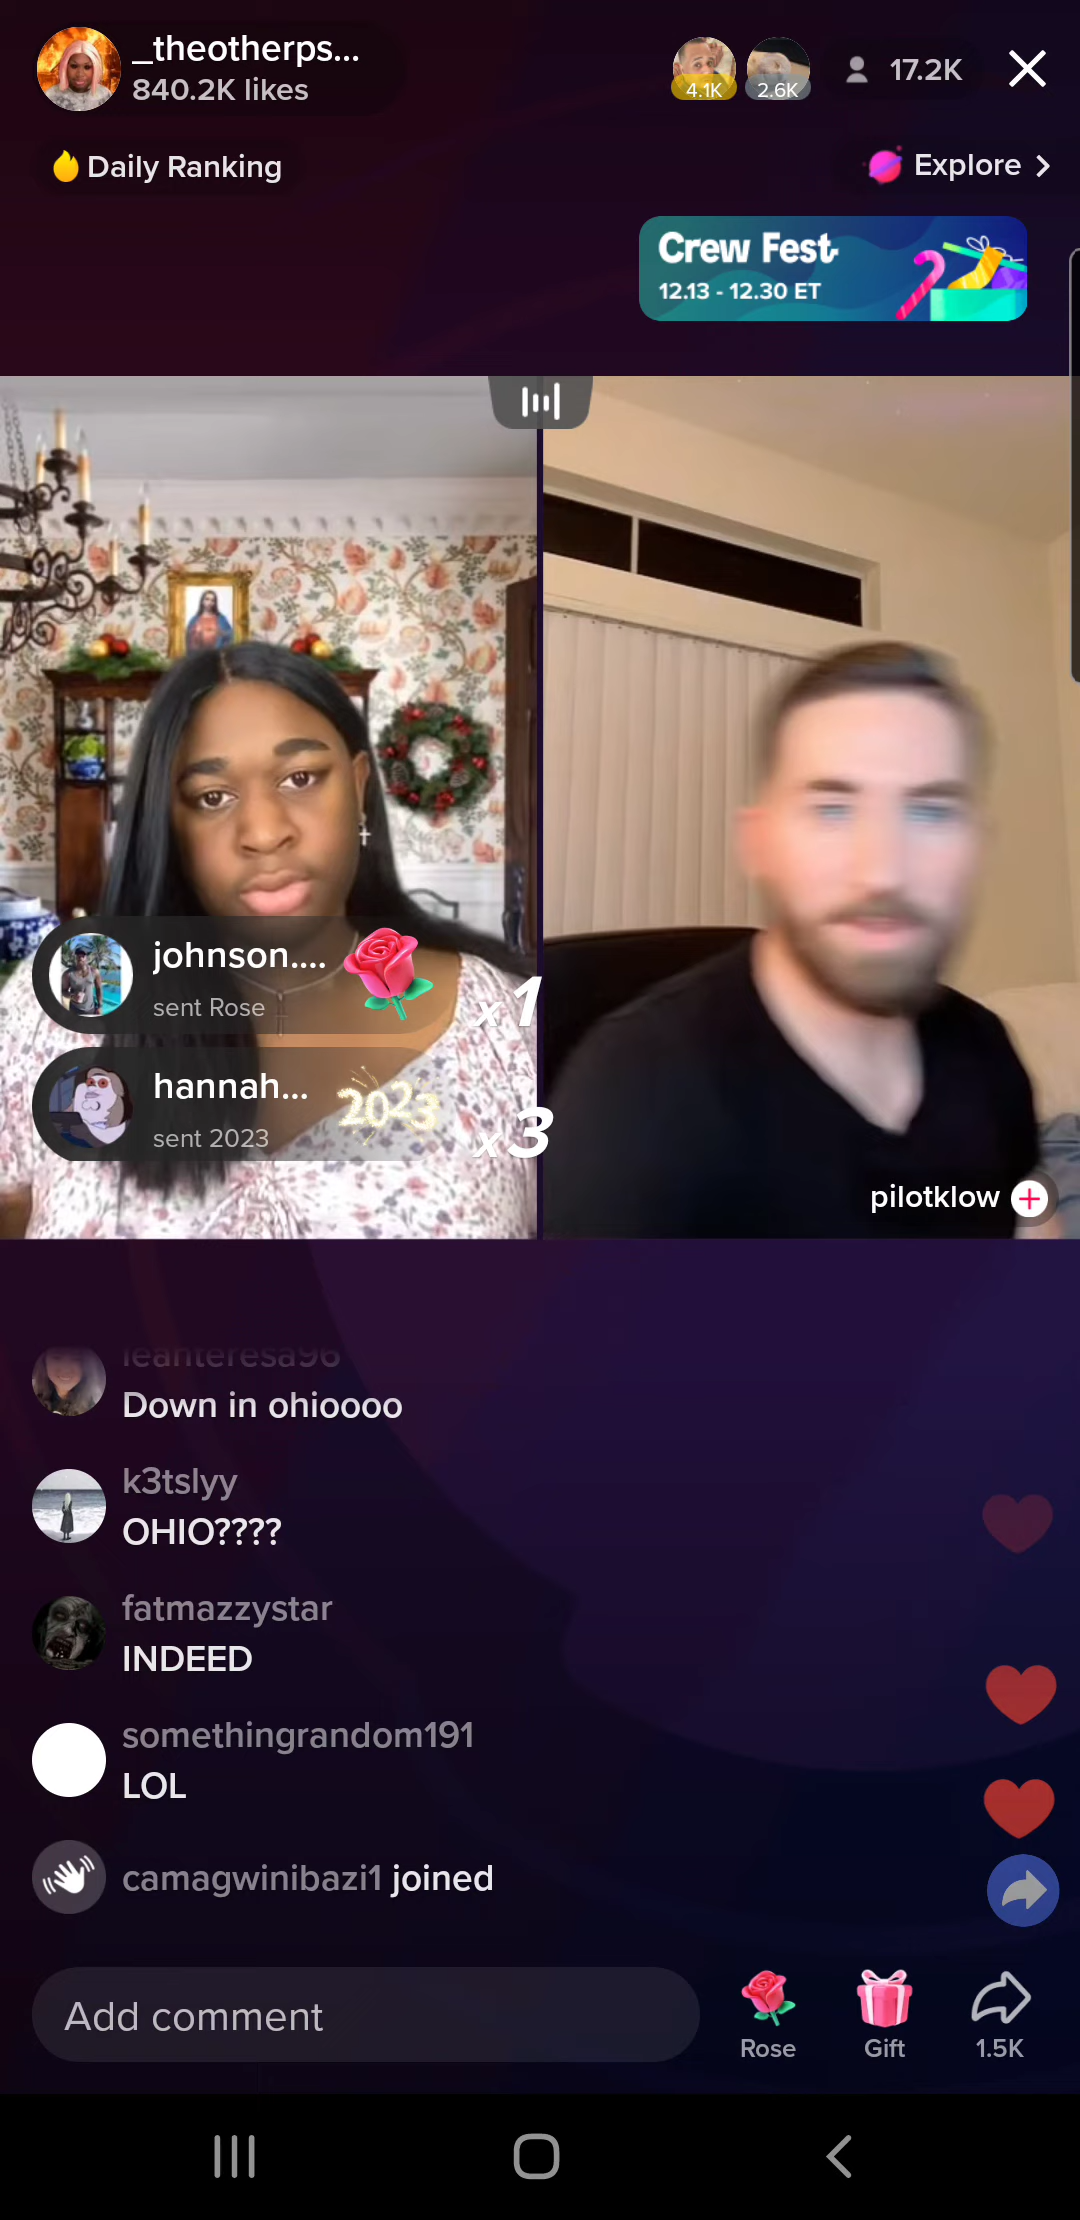 _theotherps...
840.2K likes
4.1K
2.6K
17.2K
Daily Ranking
Explore
Crew Fest
12.13 - 12.30 ET
johnson....
sent Rose
x1
hannah...
sent 2023
2023
x3
pilotklow
leahteresa96
Down in ohioooo
k3tslyy
OHIO????
fatmazzystar
INDEED
somethingrandom191
LOL
camagwinibazi1 joined
Add comment
Rose
Gift
1.5K